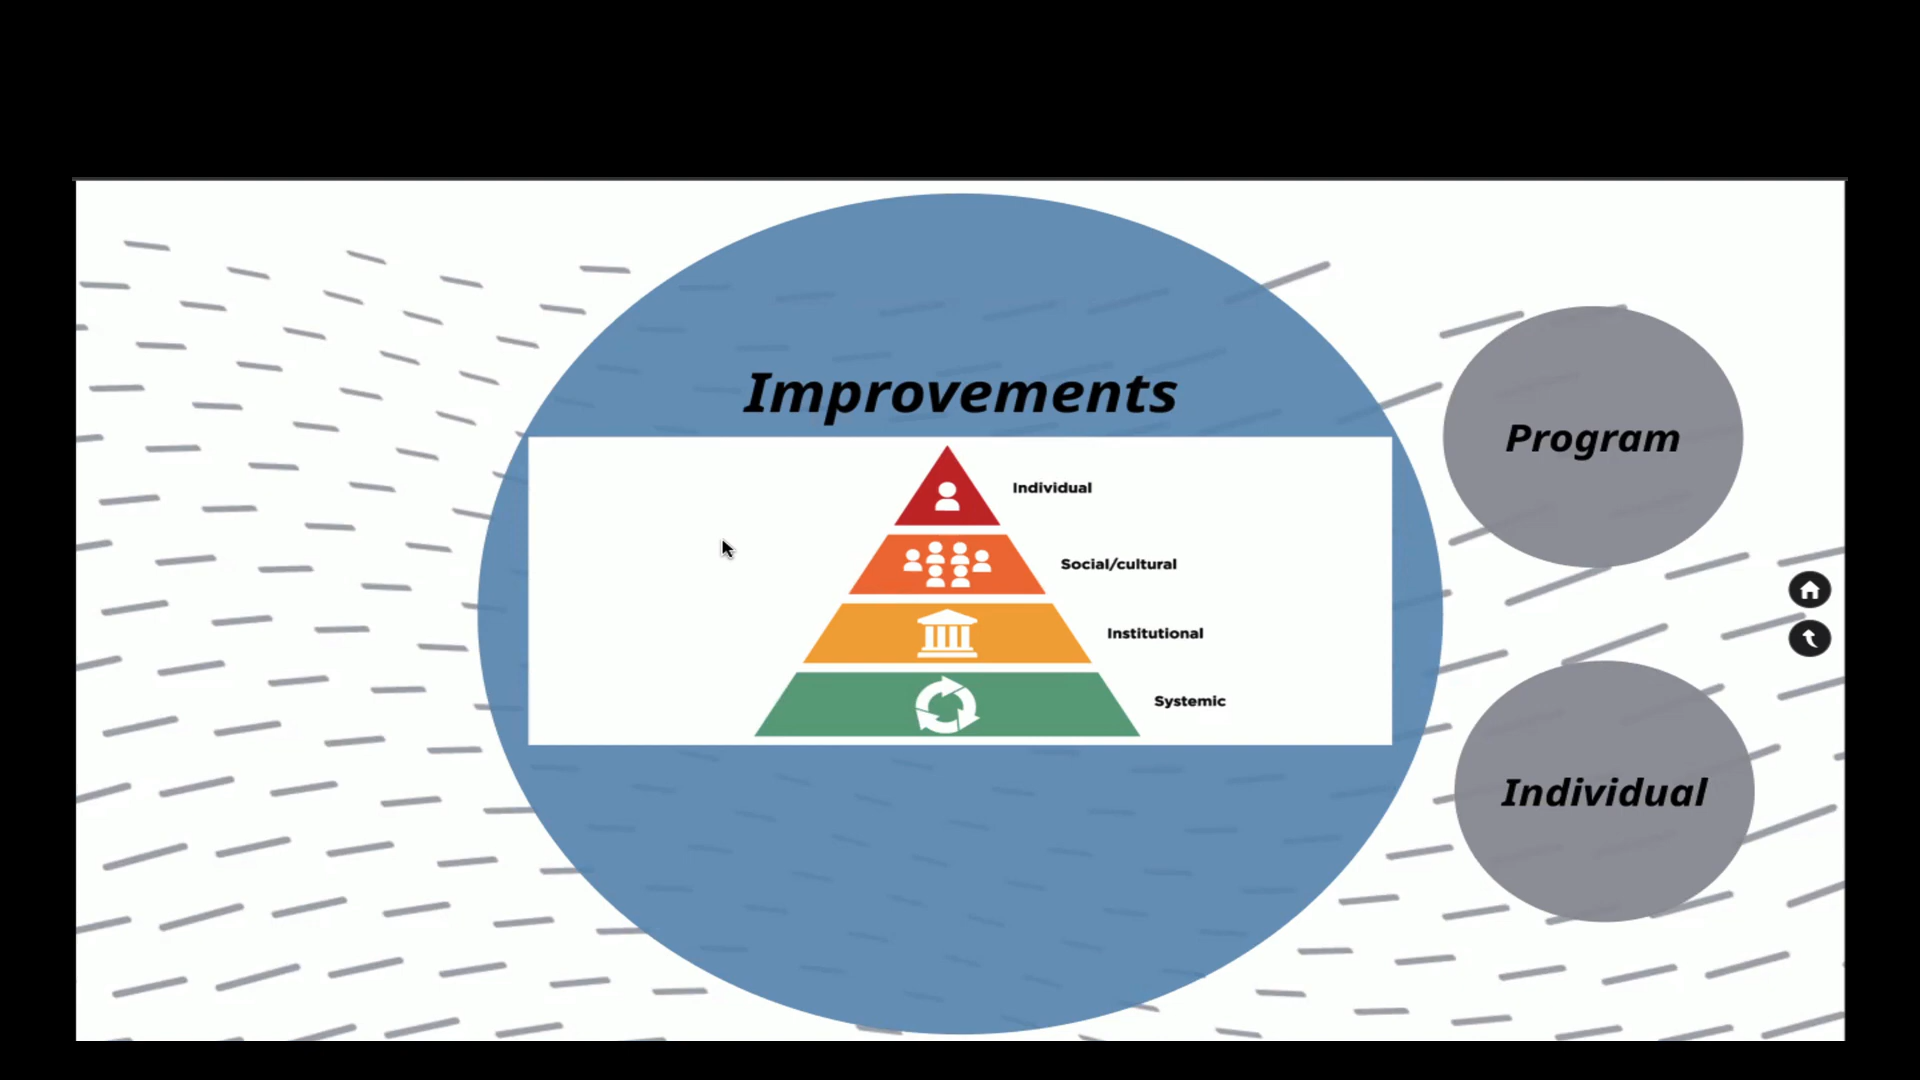 Improvements
Individual
Social/cultural
Institutional
Systemic
Program
Individual